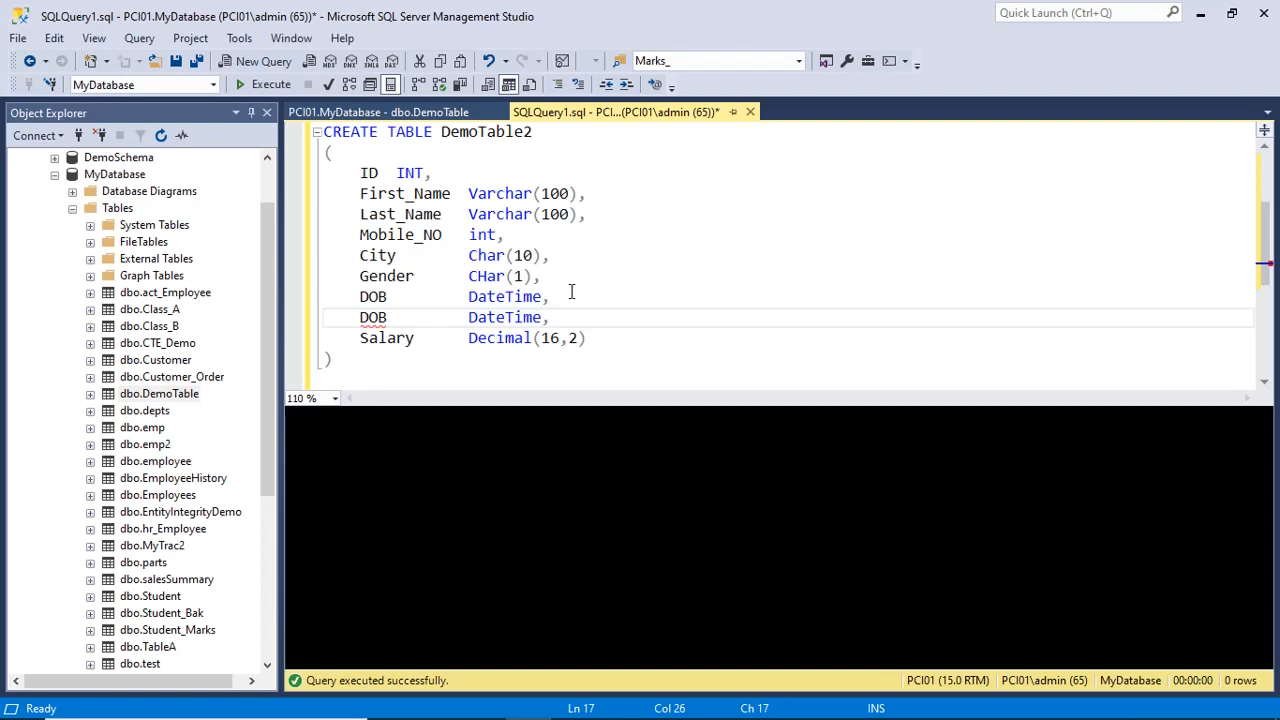 SQLQuery1.sql - PCI01.MyDatabase (PCI01\admin (65))* - Microsoft SQL Server Management Studio
Quick Launch (Ctrl+Q)
File Edit View Query Project Tools Window Help
New Query
MDX DMX XMLA DAX
Marks_
MyDatabase
Execute
Object Explorer
PCI01.MyDatabase - dbo.DemoTable
SQLQuery1.sql - PCI...(PCI01\admin (65))*
Connect
DemoSchema
MyDatabase
Database Diagrams
Tables
System Tables
FileTables
External Tables
Graph Tables
dbo.act_Employee
dbo.Class_A
dbo.Class_B
dbo.CTE_Demo
dbo.Customer
dbo.Customer_Order
dbo.DemoTable
dbo.depts
dbo.emp
dbo.emp2
dbo.employee
dbo.EmployeeHistory
dbo.Employees
dbo.EntityIntegrityDemo
dbo.hr_Employee
dbo.MyTrac2
dbo.parts
dbo.salesSummary
dbo.Student
dbo.Student_Bak
dbo.Student_Marks
dbo.TableA
dbo.test
CREATE TABLE DemoTable2
(
ID INT,
First_Name Varchar(100),
Last_Name Varchar(100),
Mobile_NO int,
City Char(10),
Gender CHar(1),
DOB DateTime,
DOB DateTime,
Salary Decimal(16,2)
)
110 %
Query executed successfully.
PCI01 (15.0 RTM)
PCI01\admin (65)
MyDatabase
00:00:00
0 rows
Ready
Ln 17
Col 26
Ch 17
INS